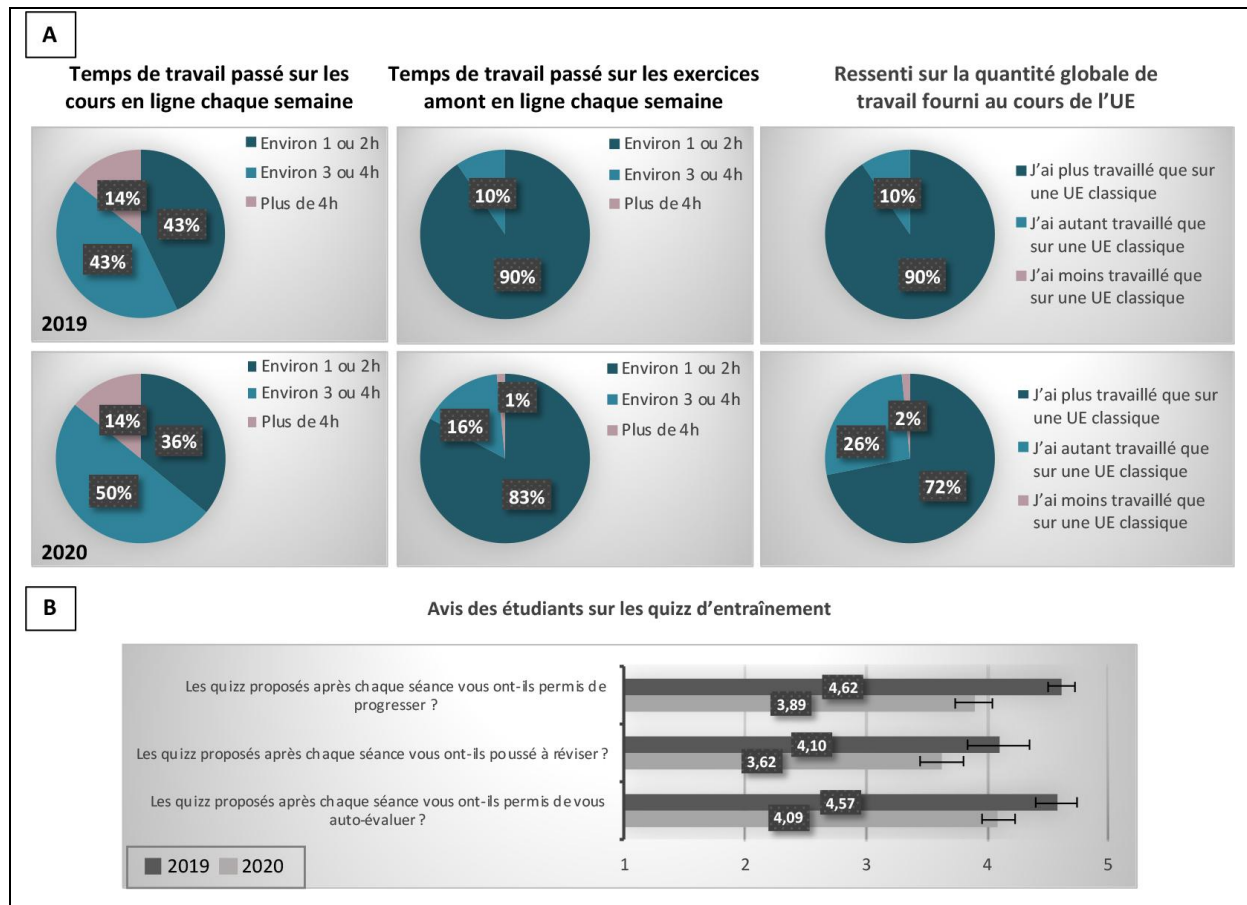 A
Temps de travail passé sur les
cours en ligne chaque semaine
Temps de travail passé sur les exercices
amont en ligne chaque semaine
Ressenti sur la quantité globale de
travail fourni au cours de l'UE
14%
43%
43%
Environ 1 ou 2h
Environ 3 ou 4h
Plus de 4h
2019
10%
90%
Environ 1 ou 2h
Environ 3 ou 4h
Plus de 4h
10%
90%
J'ai plus travaillé que sur
une UE classique
J'ai autant travaillé que
sur une UE classique
J'ai moins travaillé que
sur une UE classique
14%
36%
50%
Environ 1 ou 2h
Environ 3 ou 4h
Plus de 4h
2020
1%
16%
83%
Environ 1 ou 2h
Environ 3 ou 4h
Plus de 4h
2%
26%
72%
J'ai plus travaillé que sur
une UE classique
J'ai autant travaillé que
sur une UE classique
J'ai moins travaillé que
sur une UE classique
B
Avis des étudiants sur les quizz d'entraînement
Les quizz proposés après chaque séance vous ont-ils permis de
progresser ?
4,62
3,89
Les quizz proposés après chaque séance vous ont-ils poussé à réviser ?
4,10
3,62
Les quizz proposés après chaque séance vous ont-ils permis de vous
auto-évaluer ?
4,57
4,09
2019 2020
1 2 3 4 5